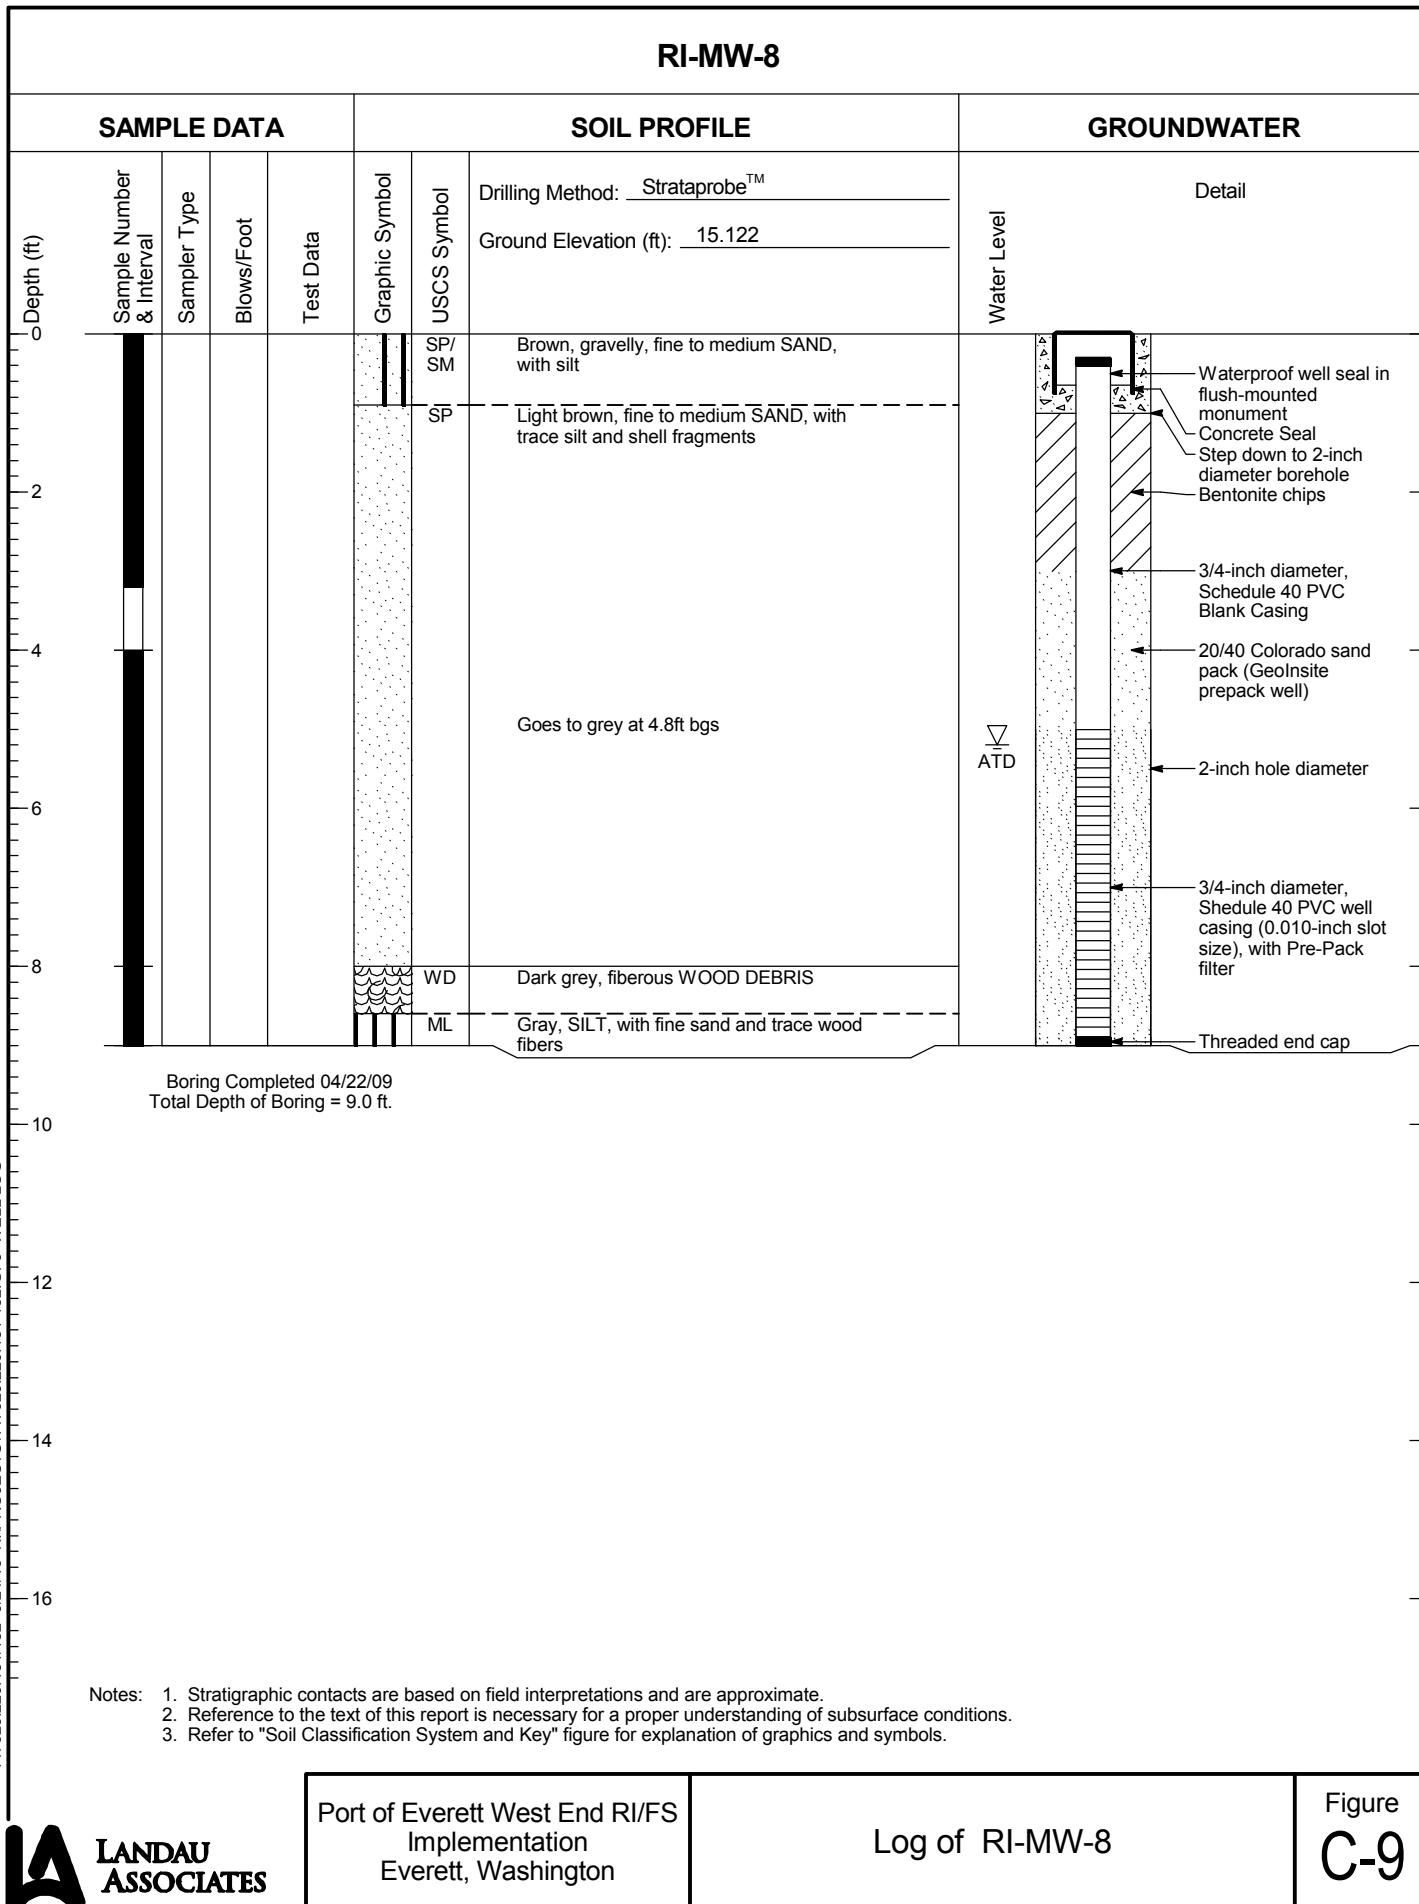 RI-MW-8
SAMPLE DATA
SOIL PROFILE
GROUNDWATER
Depth (ft)
Sample Number
& Interval
Sampler Type
Blows/Foot
Test Data
Graphic Symbol
USCS Symbol
Drilling Method: Strataprobe™
Ground Elevation (ft): 15.122
Water Level
Detail
0
2
4
6
8
10
12
14
16
SP/
SM
Brown, gravelly, fine to medium SAND,
with silt
SP
Light brown, fine to medium SAND, with
trace silt and shell fragments
Goes to grey at 4.8ft bgs
WD
Dark grey, fiberous WOOD DEBRIS
ML
Gray, SILT, with fine sand and trace wood
fibers
ATD
Waterproof well seal in
flush-mounted
monument
Concrete Seal
Step down to 2-inch
diameter borehole
Bentonite chips
3/4-inch diameter,
Schedule 40 PVC
Blank Casing
20/40 Colorado sand
pack (GeoInsite
prepack well)
2-inch hole diameter
3/4-inch diameter,
Shedule 40 PVC well
casing (0.010-inch slot
size), with Pre-Pack
filter
Threaded end cap
Boring Completed 04/22/09
Total Depth of Boring = 9.0 ft.
Notes: 1. Stratigraphic contacts are based on field interpretations and are approximate.
2. Reference to the text of this report is necessary for a proper understanding of subsurface conditions.
3. Refer to "Soil Classification System and Key" figure for explanation of graphics and symbols.
LANDAU
ASSOCIATES
Port of Everett West End RI/FS
Implementation
Everett, Washington
Log of RI-MW-8
Figure
C-9